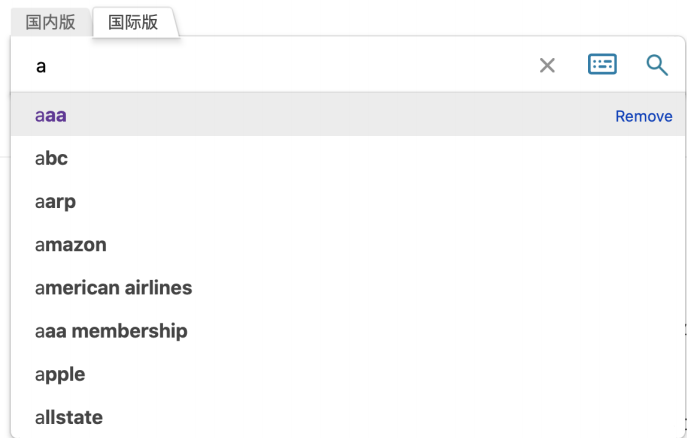 国内版 国际版
a
aaa Remove
abc
aarp
amazon
american airlines
aaa membership
apple
allstate